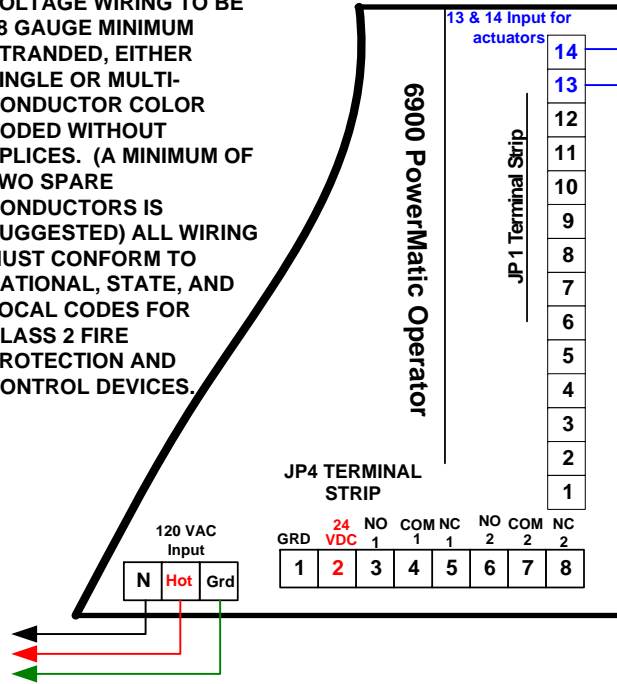 OLTAGE WIRING TO BE
8 GAUGE MINIMUM
TRANDED, EITHER
INGLE OR MULTI-
ONDUCTOR COLOR
ODED WITHOUT
PLICES. (A MINIMUM OF
WO SPARE
ONDUCTORS IS
UGGESTED) ALL WIRING
UST CONFORM TO
ATIONAL, STATE, AND
OCAL CODES FOR
LASS 2 FIRE
ROTECTION AND
ONTROL DEVICES.
13 & 14 Input for
actuators
6900 PowerMatic Operator
JP 1 Terminal Strip
14
13
12
11
10
9
8
7
6
5
4
3
2
1
JP4 TERMINAL
STRIP
GRD 24 VDC NO 1 COM 1 NC 1 NO 2 COM 2 NC 2
1 2 3 4 5 6 7 8
120 VAC
Input
N Hot Grd